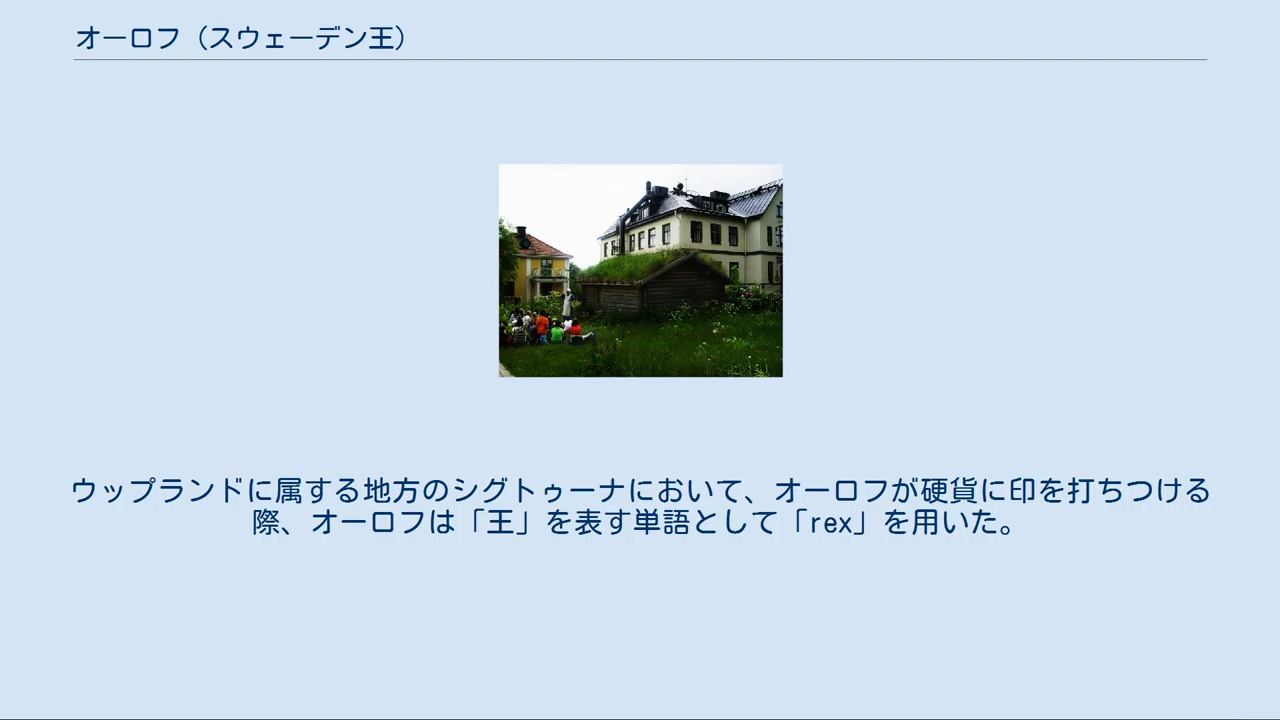 オーロフ（スウェーデン王）
ウップランドに属する地方のシグトゥーナにおいて、オーロフが硬貨に印を打ちつける
際、オーロフは「王」を表す単語として「rex」を用いた。